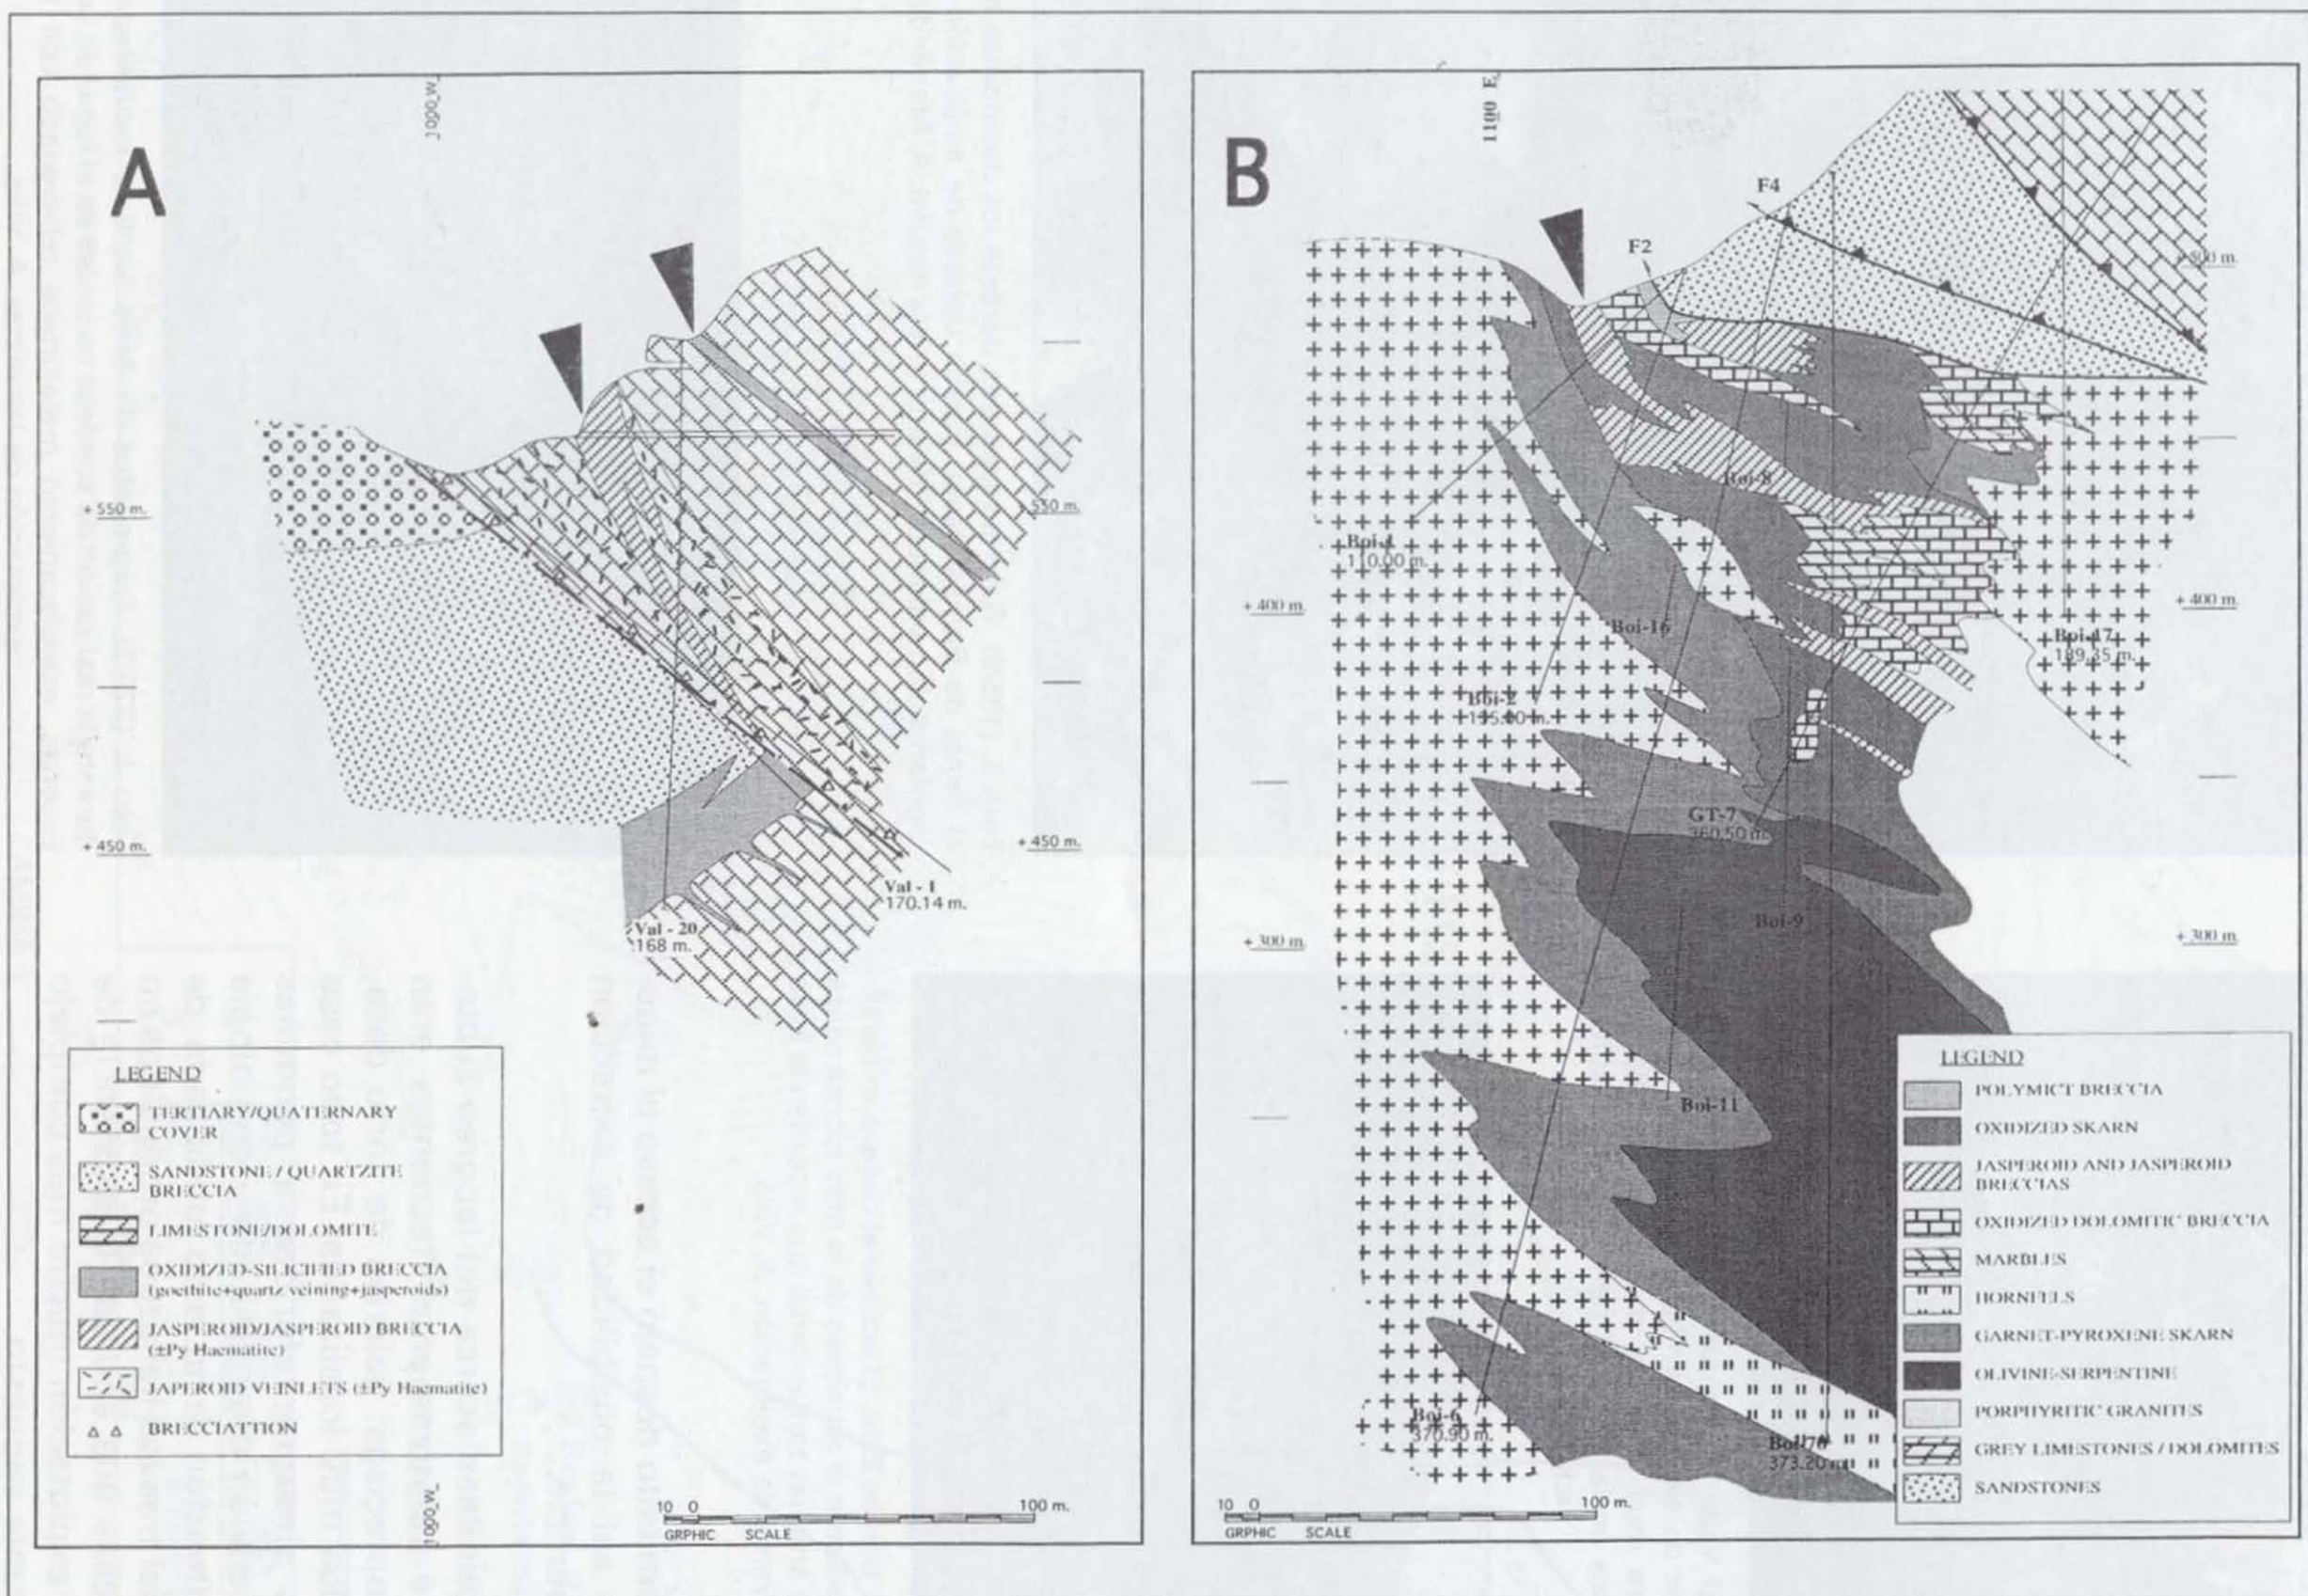 A
1000_W_
+ 550 m.
+ 550 m.
+ 450 m.
+ 450 m.
Val - 1
170.14 m.
Val - 20
168 m.
LEGEND
TERTIARY/QUATERNARY
COVER
SANDSTONE / QUARTZITE
BRECCIA
LIMESTONE/DOLOMITE
OXIDIZED-SILICIFIED BRECCIA
(goethite+quartz veining+jasperoids)
JASPEROID/JASPEROID BRECCIA
(±Py Haematite)
JAPEROID VEINLETS (±Py Haematite)
BRECCIATTION
1000_W_
10 0 100 m.
GRPHIC SCALE
B
1100 E.
F4
F2
+ 500 m.
Boi-8
Boi-1
110.00 m.
+ 400 m.
+ 400 m.
Boi-16
Boi-17
189.35 m.
Boi-2
GT-7
360.50 m.
Boi-9
+ 300 m.
+ 300 m.
Boi-11
Boi-6
370.90 m.
373.20 m.
LEGEND
POLYMICT BRECCIA
OXIDIZED SKARN
JASPEROID AND JASPEROID
BRECCIAS
OXIDIZED DOLOMITIC BRECCIA
MARBLES
HORNFELS
GARNET-PYROXENE SKARN
OLIVINE-SERPENTINE
PORPHYRITIC GRANITES
GREY LIMESTONES / DOLOMITES
SANDSTONES
10 0 100 m.
GRPHIC SCALE